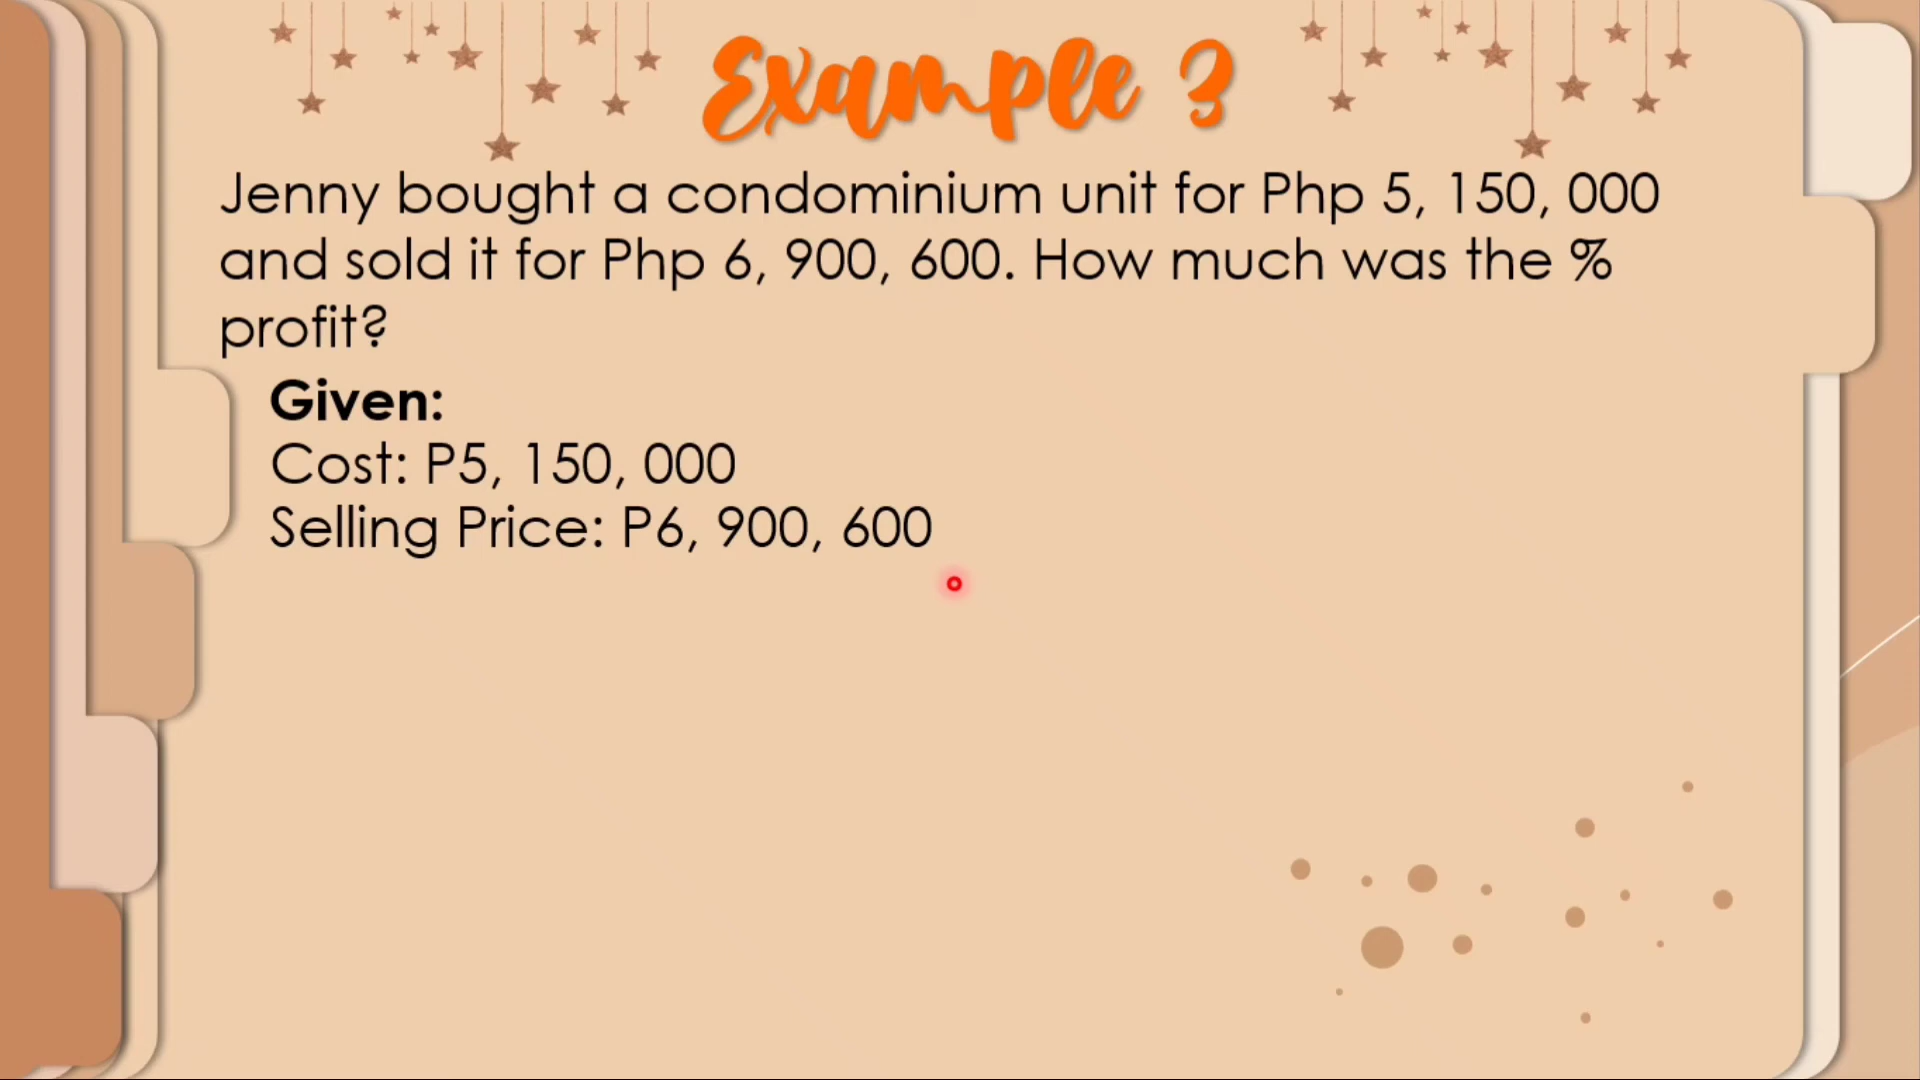 Example 3
Jenny bought a condominium unit for Php 5, 150, 000
and sold it for Php 6, 900, 600. How much was the %
profit?
Given:
Cost: P5, 150, 000
Selling Price: P6, 900, 600